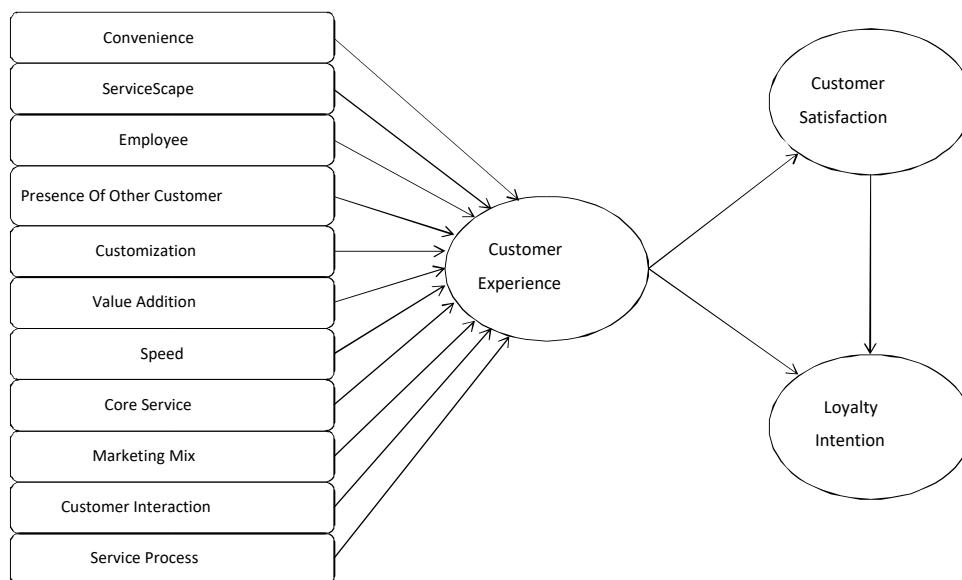 Convenience
ServiceScape
Employee
Presence Of Other Customer
Customization
Value Addition
Speed
Core Service
Marketing Mix
Customer Interaction
Service Process
Customer
Experience
Customer
Satisfaction
Loyalty
Intention